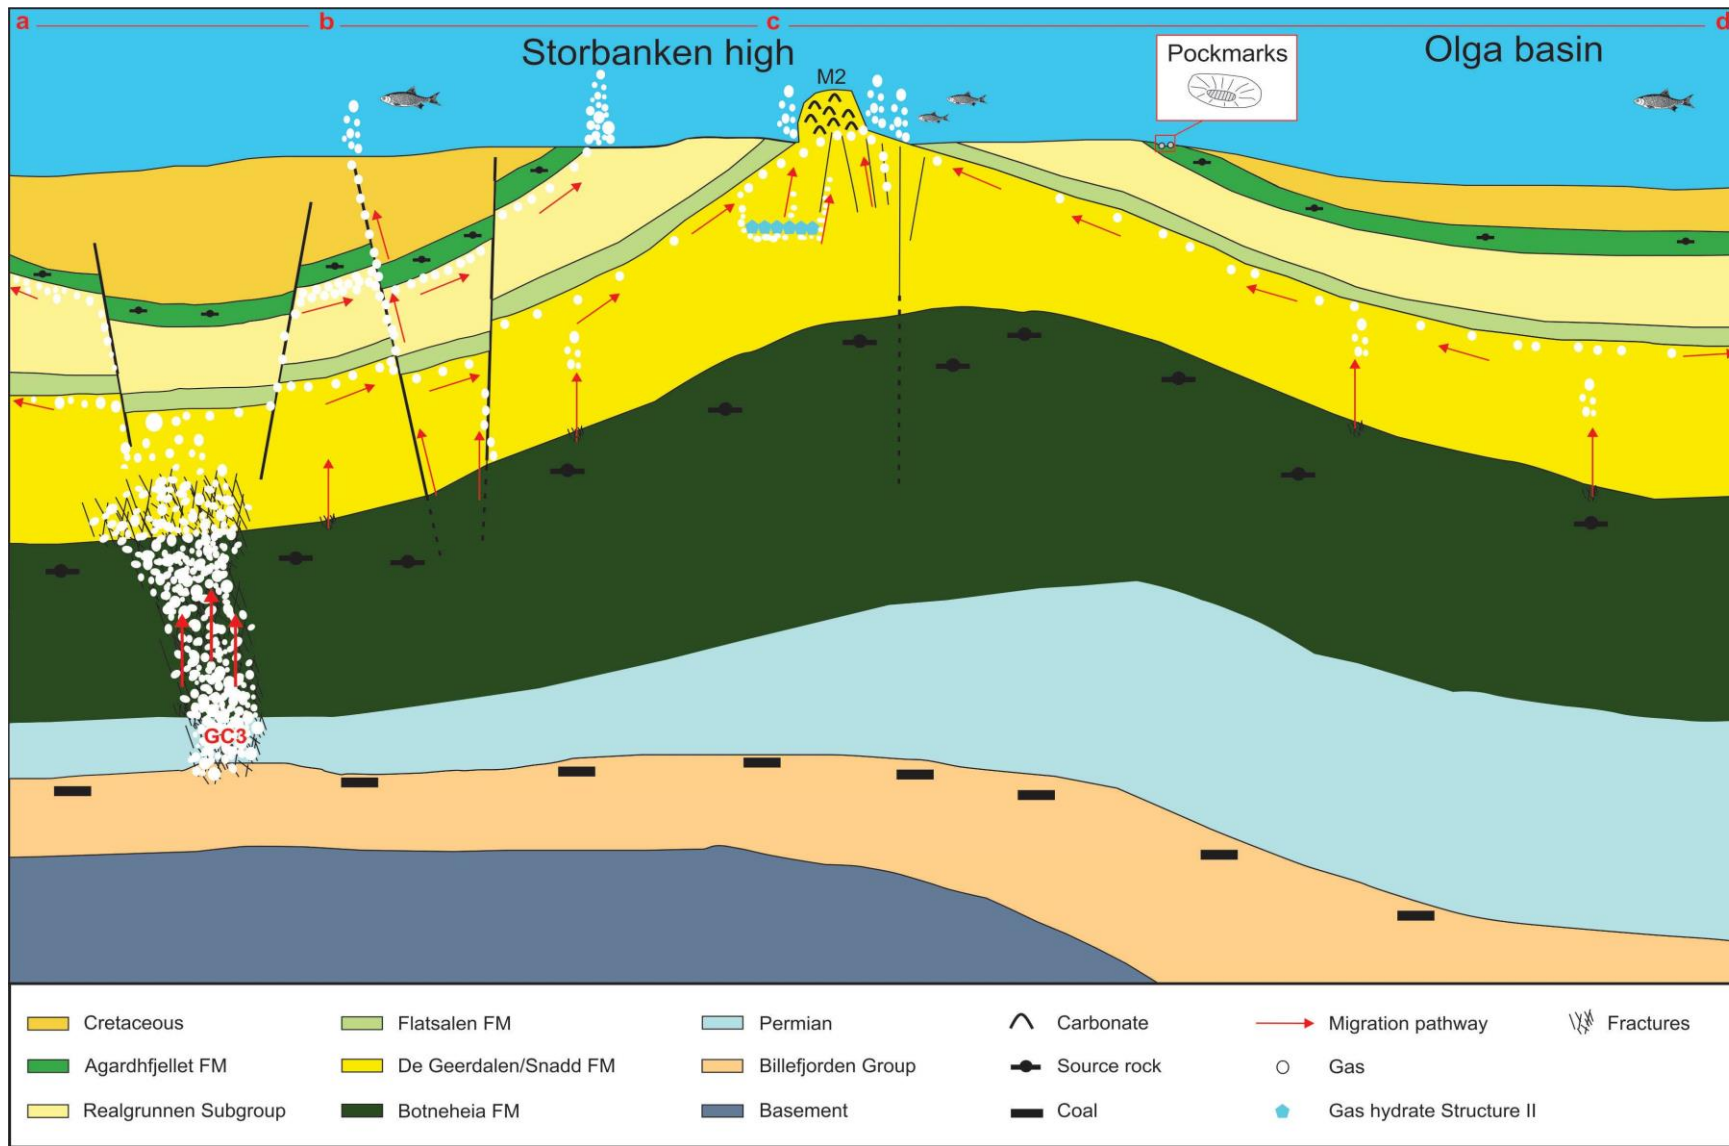 a b c d
Storbanken high
Olga basin
Pockmarks
M2
GC3
Cretaceous
Flatsalen FM
Permian
Carbonate
Migration pathway
Fractures
Agardhfjellet FM
De Geerdalen/Snadd FM
Billefjorden Group
Source rock
Gas
Realgrunnen Subgroup
Botneheia FM
Basement
Coal
Gas hydrate Structure II